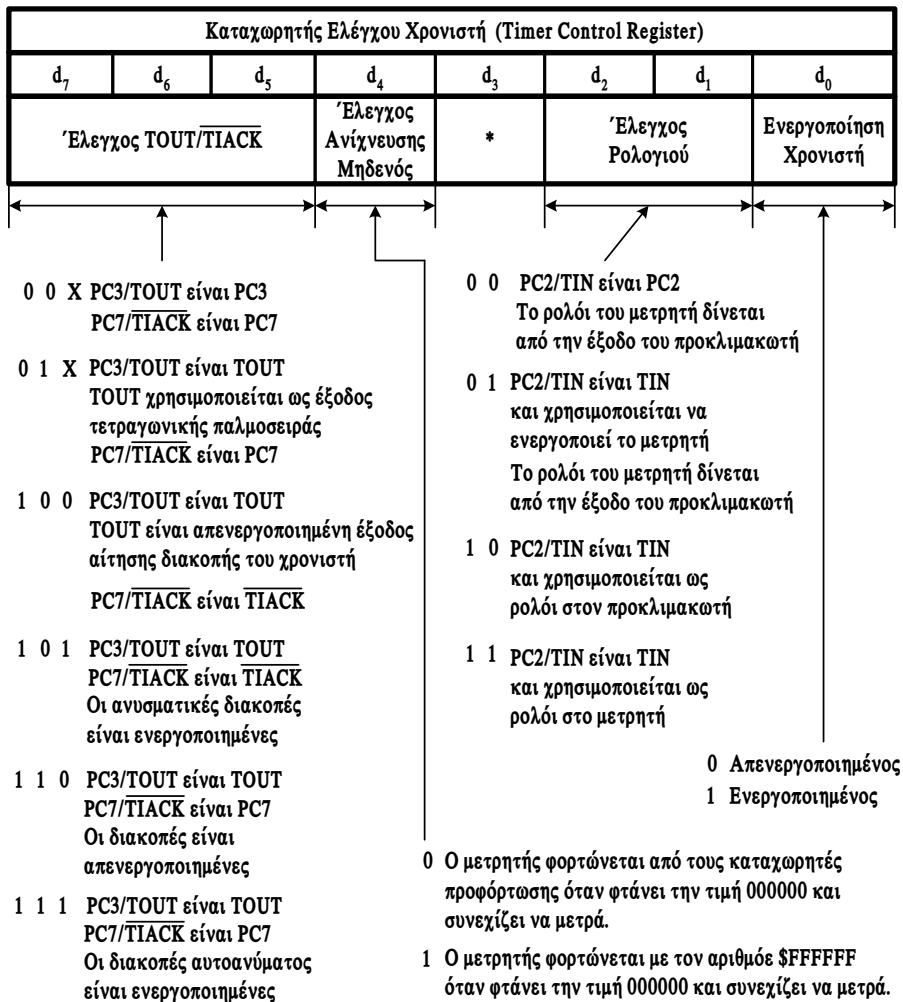 Καταχωρητής Ελέγχου Χρονιστή (Timer Control Register)
d7 d6 d5 d4 d3 d2 d1 d0
Έλεγχος TOUT/TIACK
Έλεγχος
Ανίχνευσης
Μηδενός
*
Έλεγχος
Ρολογιού
Ενεργοποίηση
Χρονιστή
0 0 X PC3/TOUT είναι PC3
PC7/TIACK είναι PC7
0 1 X PC3/TOUT είναι TOUT
TOUT χρησιμοποιείται ως έξοδος
τετραγωνικής παλμοσειράς
PC7/TIACK είναι PC7
1 0 0 PC3/TOUT είναι TOUT
TOUT είναι απενεργοποιημένη έξοδος
αίτησης διακοπής του χρονιστή
PC7/TIACK είναι TIACK
1 0 1 PC3/TOUT είναι TOUT
PC7/TIACK είναι TIACK
Οι ανυσματικές διακοπές
είναι ενεργοποιημένες
1 1 0 PC3/TOUT είναι TOUT
PC7/TIACK είναι PC7
Οι διακοπές είναι
απενεργοποιημένες
1 1 1 PC3/TOUT είναι TOUT
PC7/TIACK είναι PC7
Οι διακοπές αυτοανύματος
είναι ενεργοποιημένες
0 0 PC2/TIN είναι PC2
Το ρολόι του μετρητή δίνεται
από την έξοδο του προκλιμακωτή
0 1 PC2/TIN είναι TIN
και χρησιμοποιείται να
ενεργοποιεί το μετρητή
Το ρολόι του μετρητή δίνεται
από την έξοδο του προκλιμακωτή
1 0 PC2/TIN είναι TIN
και χρησιμοποιείται ως
ρολόι στον προκλιμακωτή
1 1 PC2/TIN είναι TIN
και χρησιμοποιείται ως
ρολόι στο μετρητή
0 Απενεργοποιημένος
1 Ενεργοποιημένος
0 Ο μετρητής φορτώνεται από τους καταχωρητές
προφόρτωσης όταν φτάνει την τιμή 000000 και
συνεχίζει να μετρά.
1 Ο μετρητής φορτώνεται με τον αριθμόε $FFFFFF
όταν φτάνει την τιμή 000000 και συνεχίζει να μετρά.